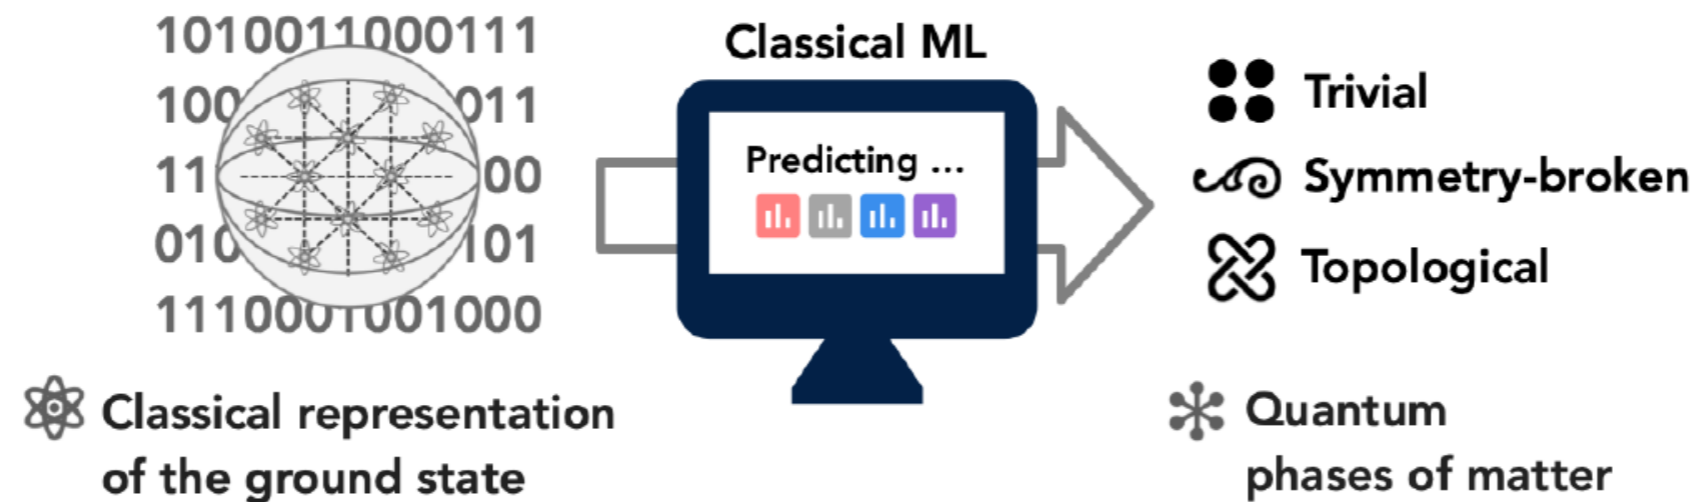 1010011000111
100 011
11 00
010 101
1110001001000
Classical representation
of the ground state
Classical ML
Predicting ...
Trivial
Symmetry-broken
Topological
Quantum
phases of matter